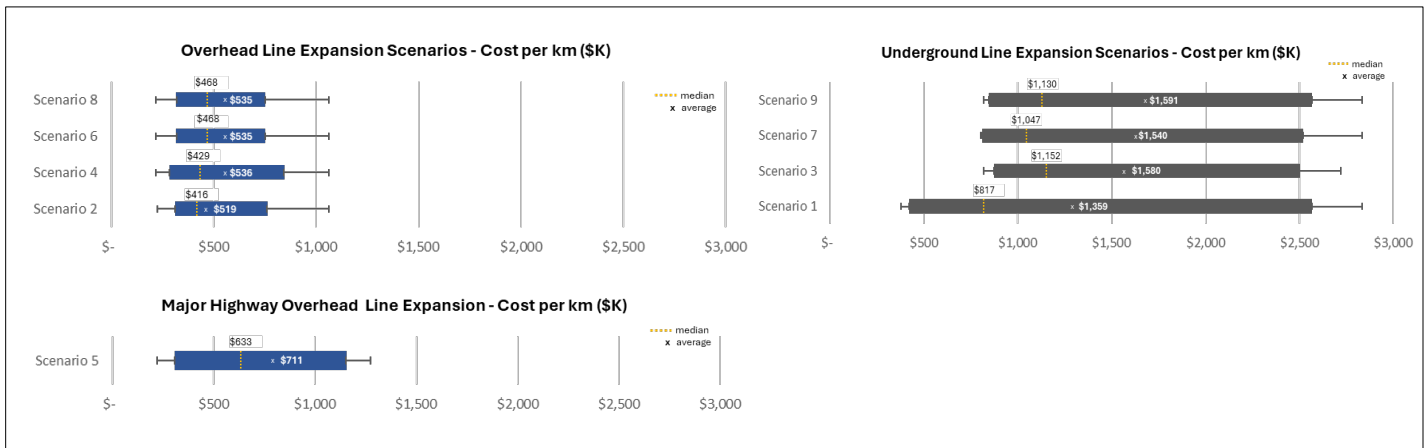 Overhead Line Expansion Scenarios - Cost per km ($K)
median
x average
Scenario 8
$468
x $535
Scenario 6
$468
x $535
Scenario 4
$429
x $536
Scenario 2
$416
x $519
$- $500 $1,000 $1,500 $2,000 $2,500 $3,000
Underground Line Expansion Scenarios - Cost per km ($K)
median
x average
Scenario 9
$1,130
x $1,591
Scenario 7
$1,047
x $1,540
Scenario 3
$1,152
x $1,580
Scenario 1
$817
x $1,359
$- $500 $1,000 $1,500 $2,000 $2,500 $3,000
Major Highway Overhead Line Expansion - Cost per km ($K)
median
x average
Scenario 5
$633
x $711
$- $500 $1,000 $1,500 $2,000 $2,500 $3,000